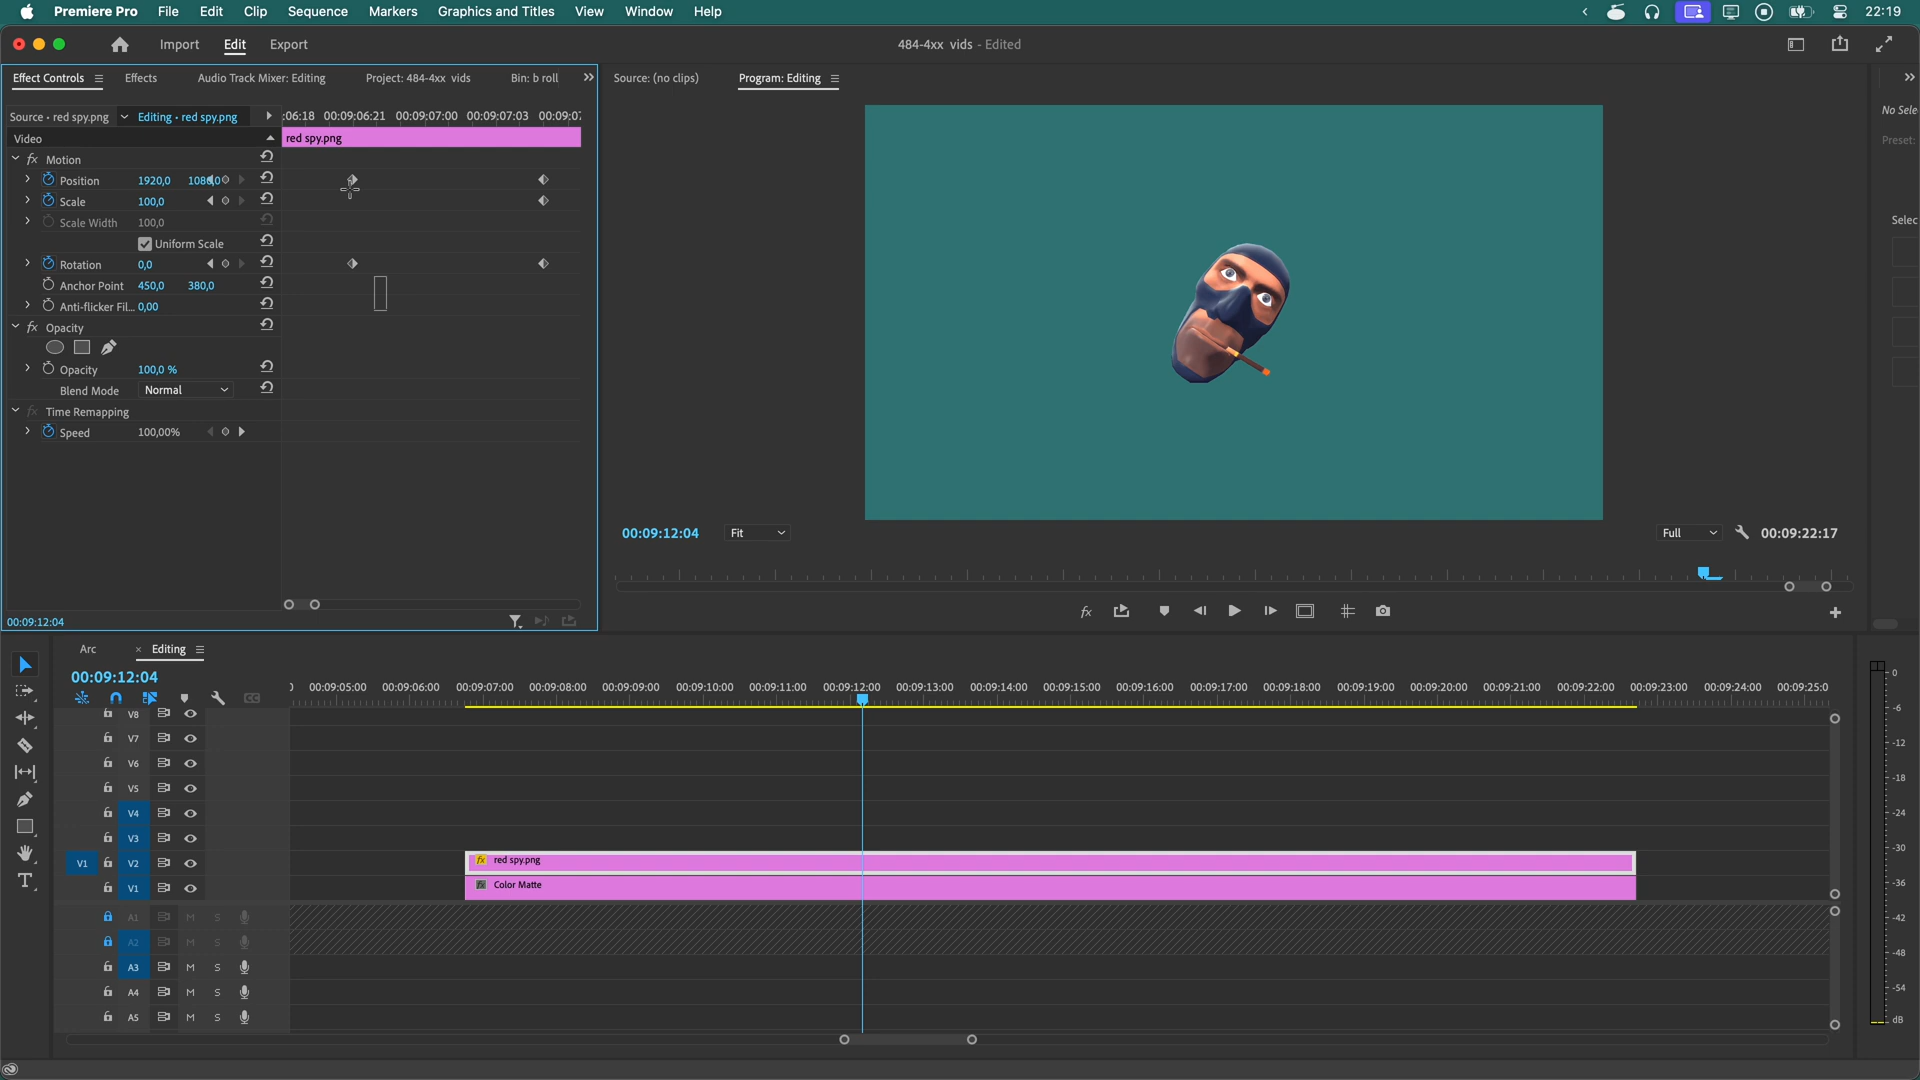 Premiere Pro File Edit Clip Sequence Markers Graphics and Titles View Window Help 22:19
Import Edit Export 484-4xx vids - Edited
Effect Controls Effects Audio Track Mixer: Editing Project: 484-4xx vids Bin: b roll Source: (no clips) Program: Editing
No Sele
Source • red spy.png Editing • red spy.png :06:18 00:09:06:21 00:09:07:00 00:09:07:03 00:09:07
Video red spy.png
Preset:
fx Motion
Position 1920,0 1080,0
Scale 100,0
Scale Width 100,0
Selec
Uniform Scale
Rotation 0,0
Anchor Point 450,0 380,0
Anti-flicker Fil... 0,00
fx Opacity
Opacity 100,0 %
Blend Mode Normal
fx Time Remapping
Speed 100,00%
00:09:12:04 Fit Full 00:09:22:17
fx
00:09:12:04
Arc × Editing
00:09:12:04
00:09:05:00 00:09:06:00 00:09:07:00 00:09:08:00 00:09:09:00 00:09:10:00 00:09:11:00 00:09:12:00 00:09:13:00 00:09:14:00 00:09:15:00 00:09:16:00 00:09:17:00 00:09:18:00 00:09:19:00 00:09:20:00 00:09:21:00 00:09:22:00 00:09:23:00 00:09:24:00 00:09:25:0
CC
V8
V7
V6
V5
V4
V3
V1 V2 fx red spy.png
V1 fx Color Matte
A1 M S
A2 M S
A3 M S
A4 M S
A5 M S
T
0
-6
-12
-18
-24
-30
-36
-42
-48
-54
dB